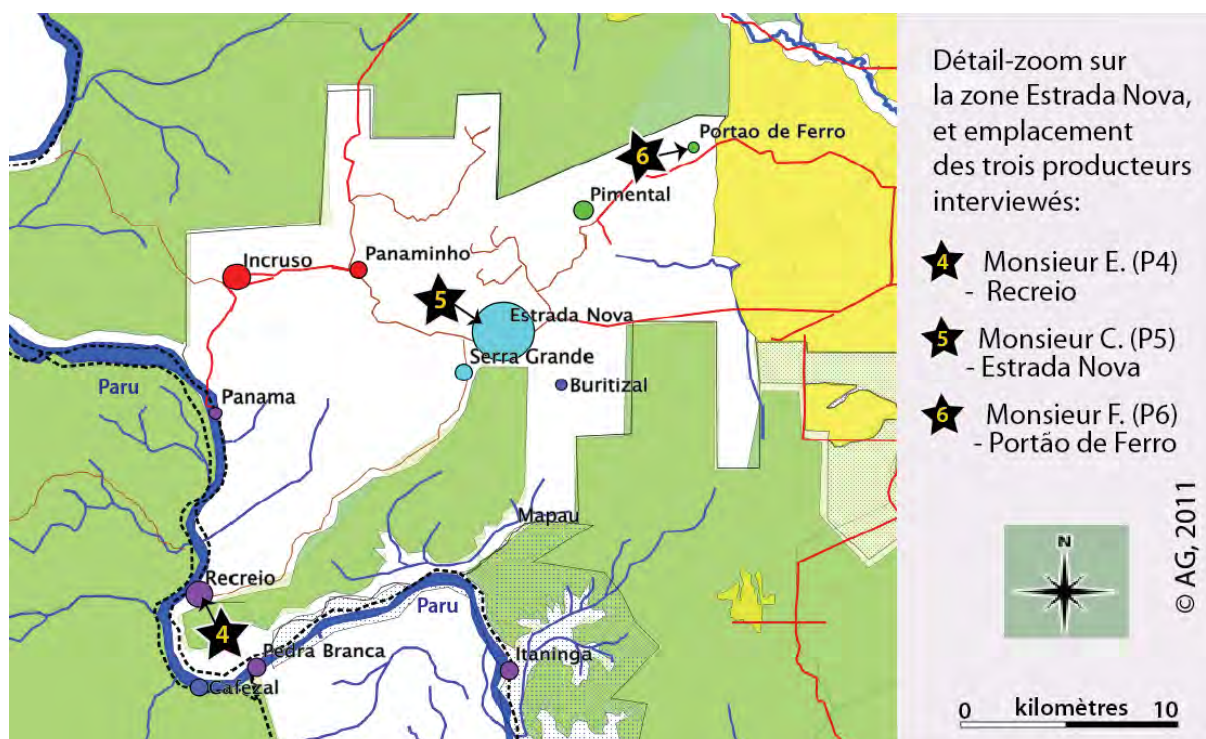 Portao de Ferro
6
Pimental
Incruso
Panaminho
5
Estrada Nova
Serra Grande
Buritizal
Paru
Panama
Mapau
Recreio
Paru
4
Pedra Branca
Itaninga
Cafezal
Détail-zoom sur
la zone Estrada Nova,
et emplacement
des trois producteurs
interviewés:
4 Monsieur E. (P4)
- Recreio
5 Monsieur C. (P5)
- Estrada Nova
6 Monsieur F. (P6)
- Portão de Ferro
N
© AG, 2011
0 kilomètres 10